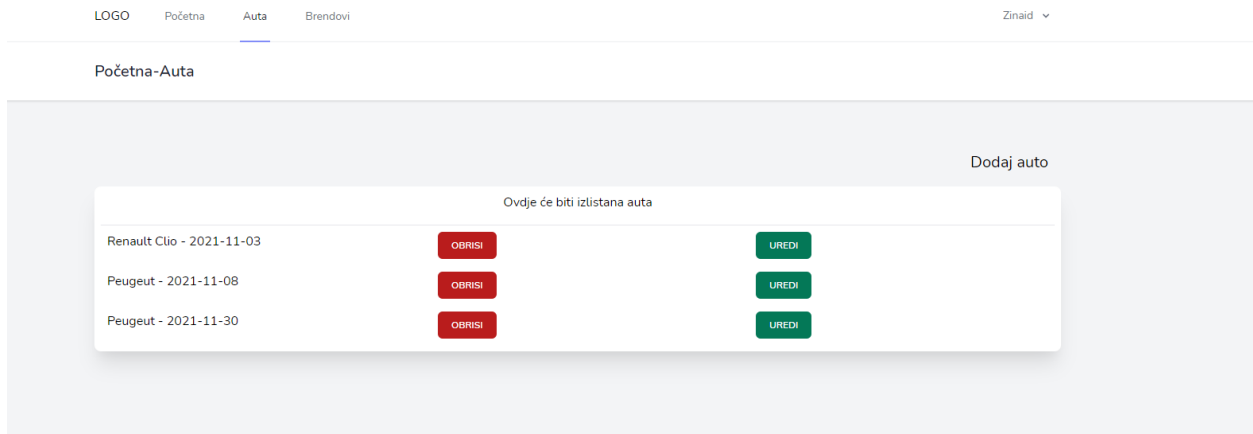 LOGO Početna Auta Brendovi Zinaid
Početna-Auta
Dodaj auto
Ovdje će biti izlistana auta
Renault Clio - 2021-11-03 OBRISI UREDI
Peugeut - 2021-11-08 OBRISI UREDI
Peugeut - 2021-11-30 OBRISI UREDI